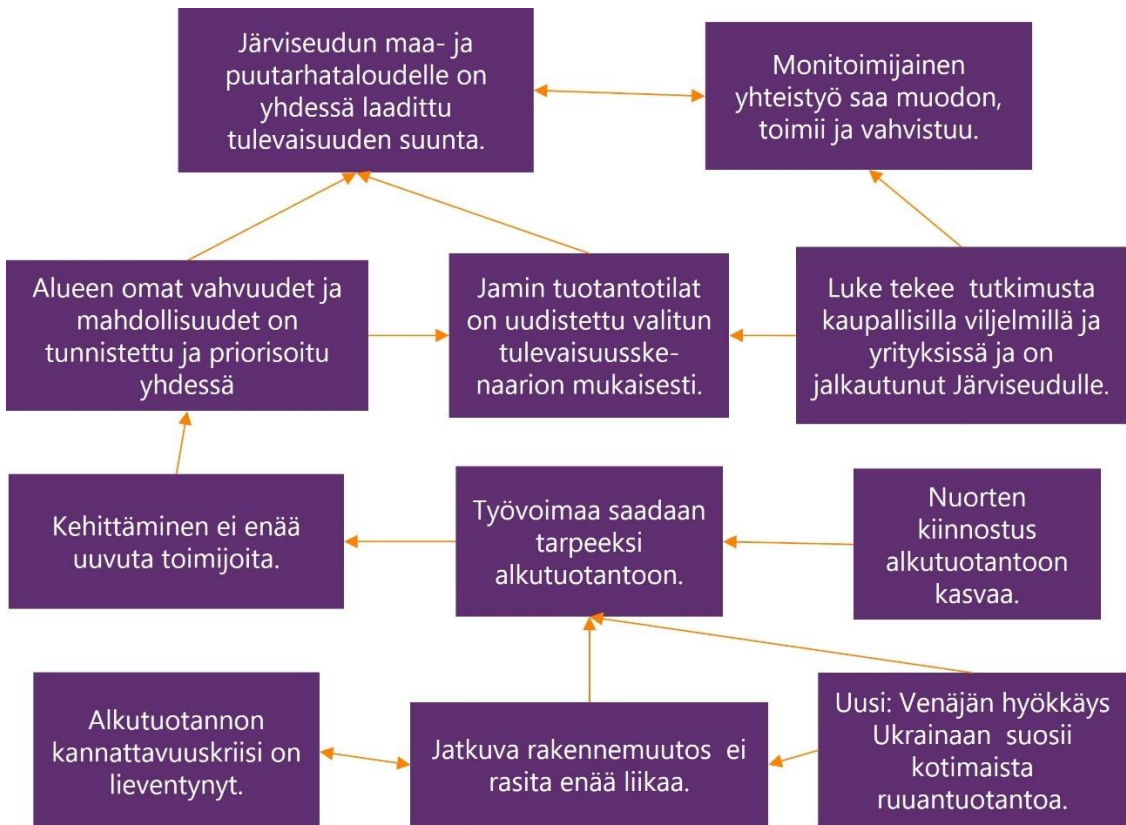 Järviseudun maa- ja
puutarhataloudelle on
yhdessä laadittu
tulevaisuuden suunta.
Monitoimijainen
yhteistyö saa muodon,
toimii ja vahvistuu.
Alueen omat vahvuudet ja
mahdollisuudet on
tunnistettu ja priorisoitu
yhdessä
Jamin tuotantotilat
on uudistettu valitun
tulevaisuusske-
naarion mukaisesti.
Luke tekee tutkimusta
kaupallisilla viljelmillä ja
yrityksissä ja on
jalkautunut Järviseudulle.
Kehittäminen ei enää
uuvuta toimijoita.
Työvoimaa saadaan
tarpeeksi
alkutuotantoon.
Nuorten
kiinnostus
alkutuotantoon
kasvaa.
Alkutuotannon
kannattavuuskriisi on
lieventynyt.
Jatkuva rakennemuutos ei
rasita enää liikaa.
Uusi: Venäjän hyökkäys
Ukrainaan suosii
kotimaista
ruuantuotantoa.